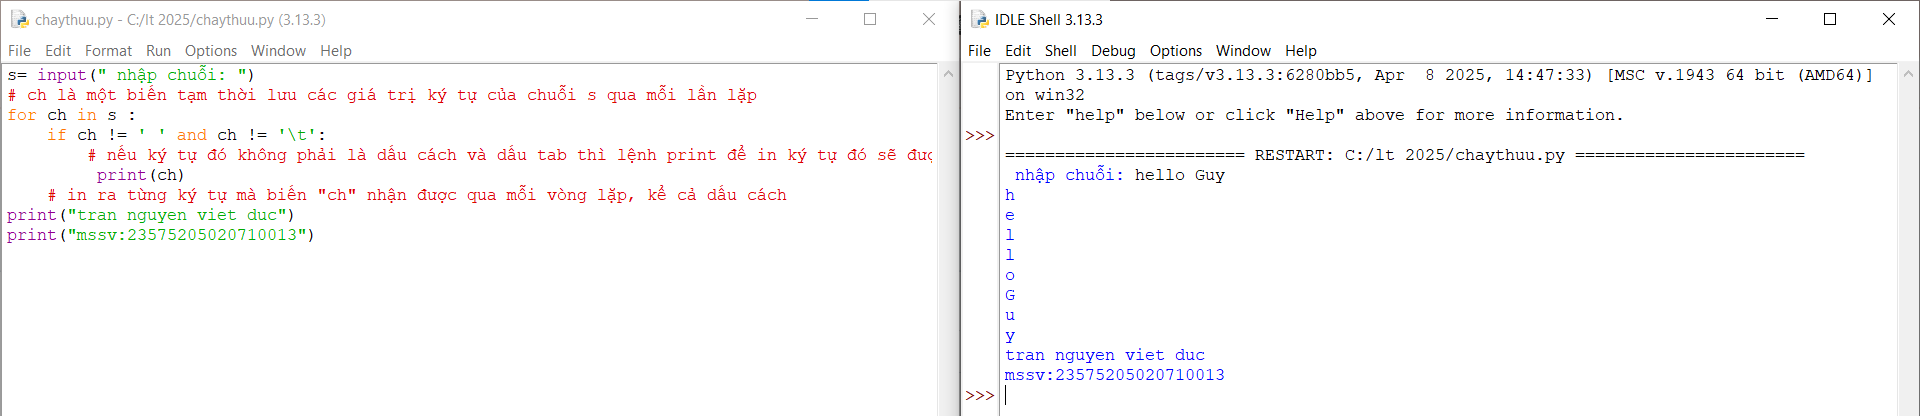 chaythuu.py - C:/lt 2025/chaythuu.py (3.13.3)
File Edit Format Run Options Window Help
s= input(" nhập chuỗi: ")
# ch là một biến tạm thời lưu các giá trị ký tự của chuỗi s qua mỗi lần lặp
for ch in s :
    if ch != ' ' and ch != '\t':
        # nếu ký tự đó không phải là dấu cách và dấu tab thì lệnh print để in ký tự đó sẽ đượ
         print(ch)
    # in ra từng ký tự mà biến "ch" nhận được qua mỗi vòng lặp, kể cả dấu cách
print("tran nguyen viet duc")
print("mssv:23575205020710013")
IDLE Shell 3.13.3
File Edit Shell Debug Options Window Help
Python 3.13.3 (tags/v3.13.3:6280bb5, Apr  8 2025, 14:47:33) [MSC v.1943 64 bit (AMD64)]
on win32
Enter "help" below or click "Help" above for more information.
>>>
======================== RESTART: C:/lt 2025/chaythuu.py =======================
 nhập chuỗi: hello Guy
h
e
l
l
o
G
u
y
tran nguyen viet duc
mssv:23575205020710013
>>>